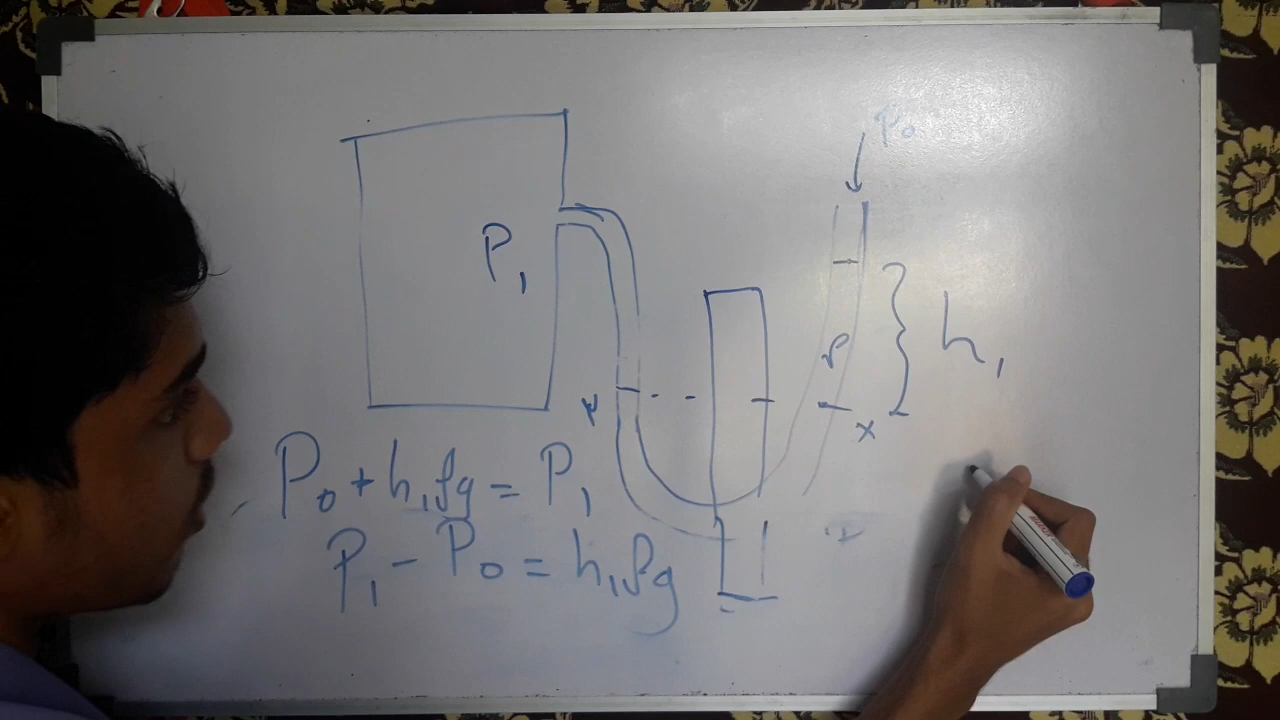 P₀
P₁
h₁
x
P₀ + h₁ρg = P₁
P₁ - P₀ = h₁ρg